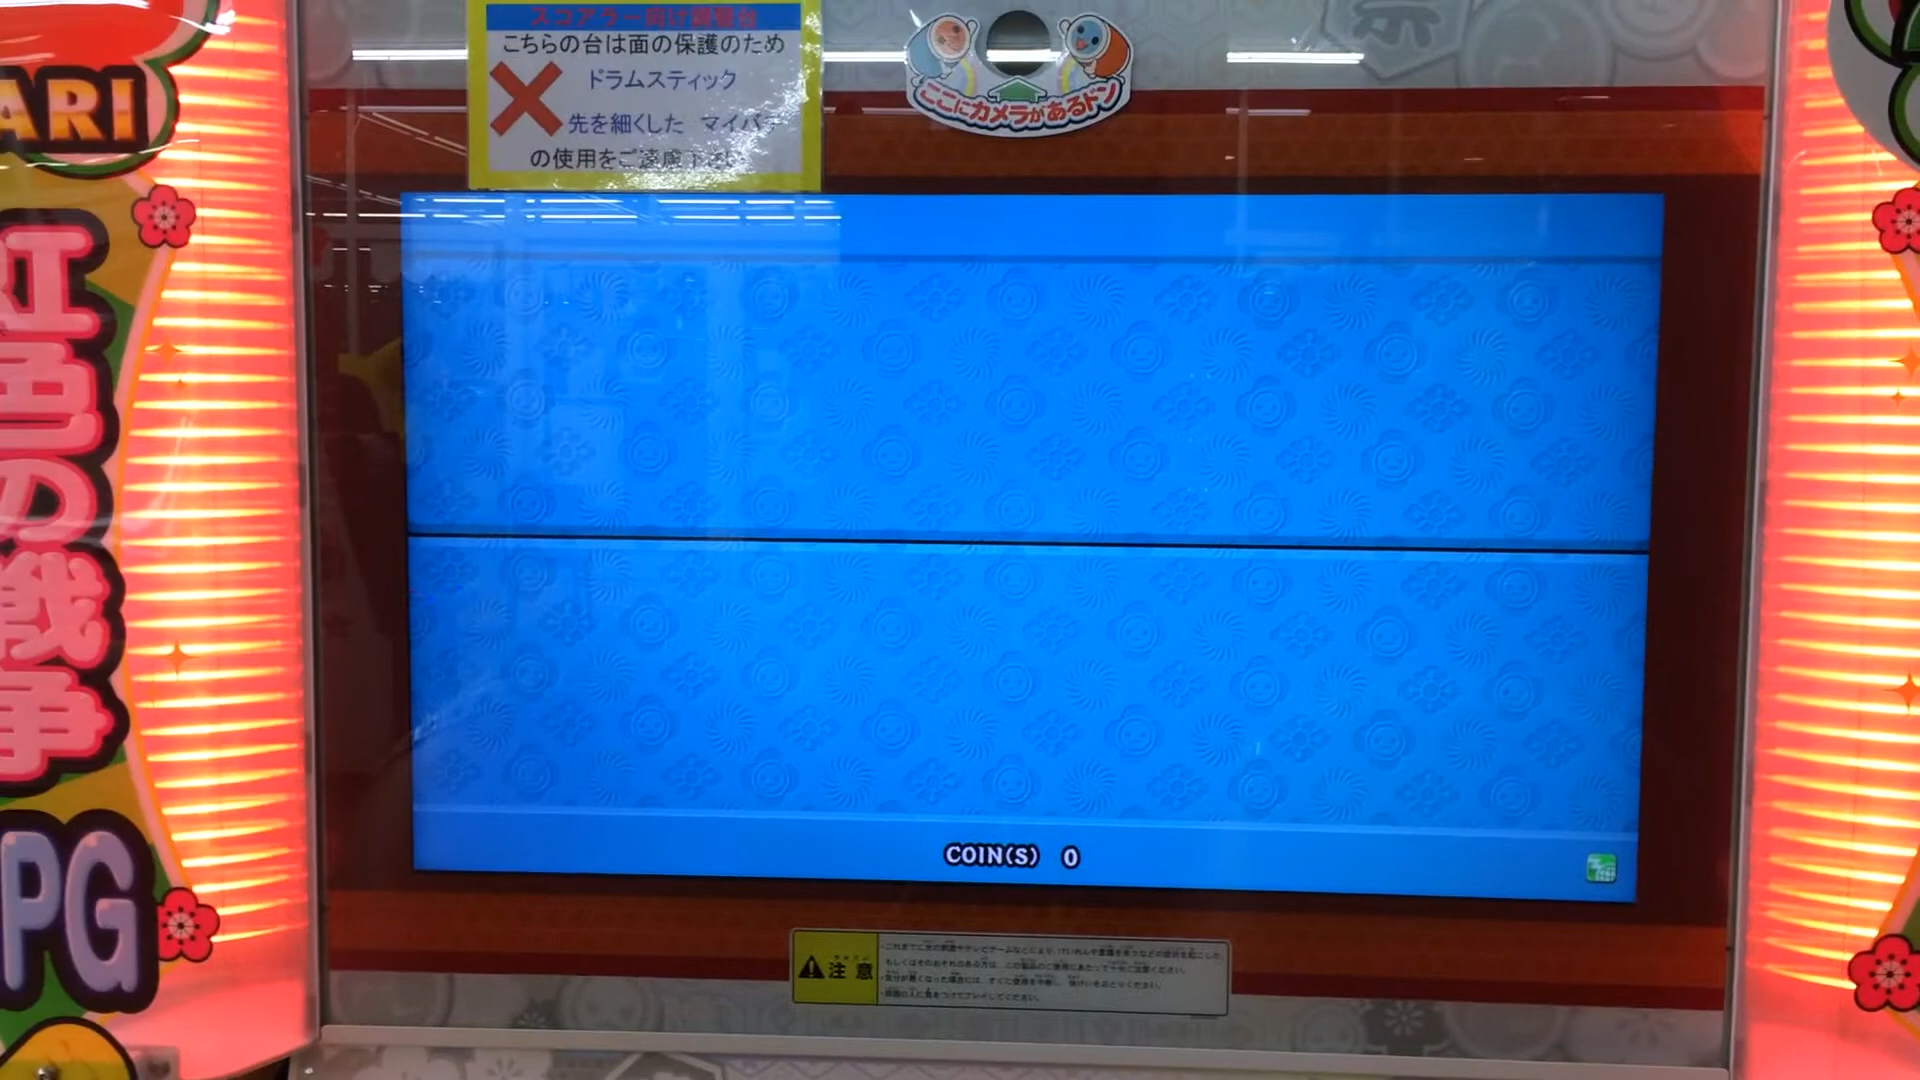 スコアラー向け調整台
こちらの台は面の保護のため
ドラムスティック
先を細くした マイバチ
の使用をご遠慮下さい
ここにカメラがあるドン
ARI
紅色の戦争
PG
COIN(S) 0
注意